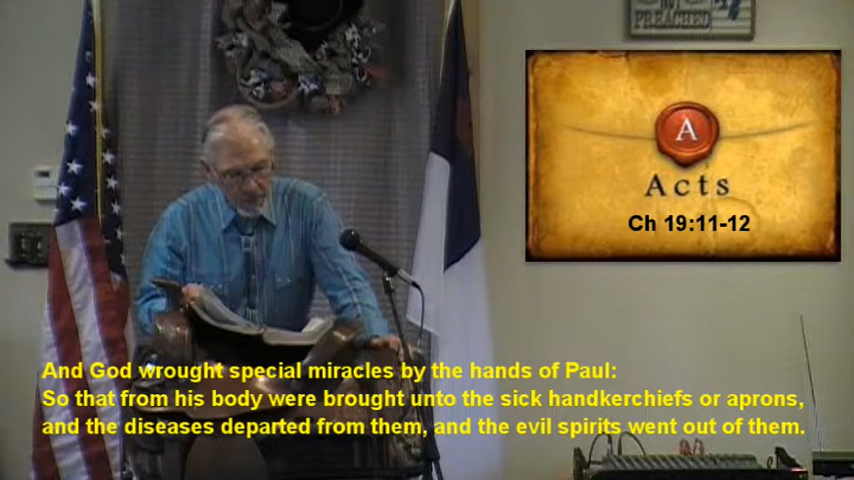 PREACHED
A
Acts
Ch 19:11-12
And God wrought special miracles by the hands of Paul:
So that from his body were brought unto the sick handkerchiefs or aprons,
and the diseases departed from them, and the evil spirits went out of them.